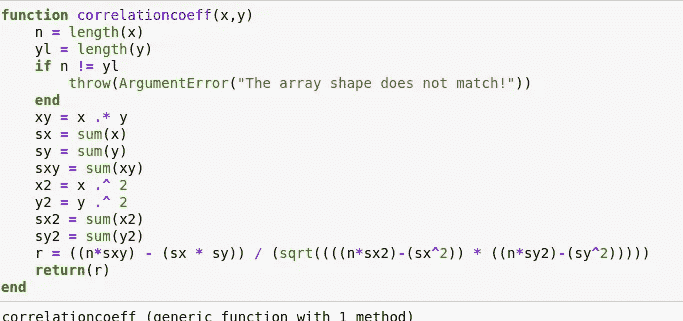 function correlationcoeff(x,y)
    n = length(x)
    yl = length(y)
    if n != yl
        throw(ArgumentError("The array shape does not match!"))
    end
    xy = x .* y
    sx = sum(x)
    sy = sum(y)
    sxy = sum(xy)
    x2 = x .^ 2
    y2 = y .^ 2
    sx2 = sum(x2)
    sy2 = sum(y2)
    r = ((n*sxy) - (sx * sy)) / (sqrt((((n*sx2)-(sx^2)) * ((n*sy2)-(sy^2)))))
    return(r)
end
correlationcoeff (generic function with 1 method)